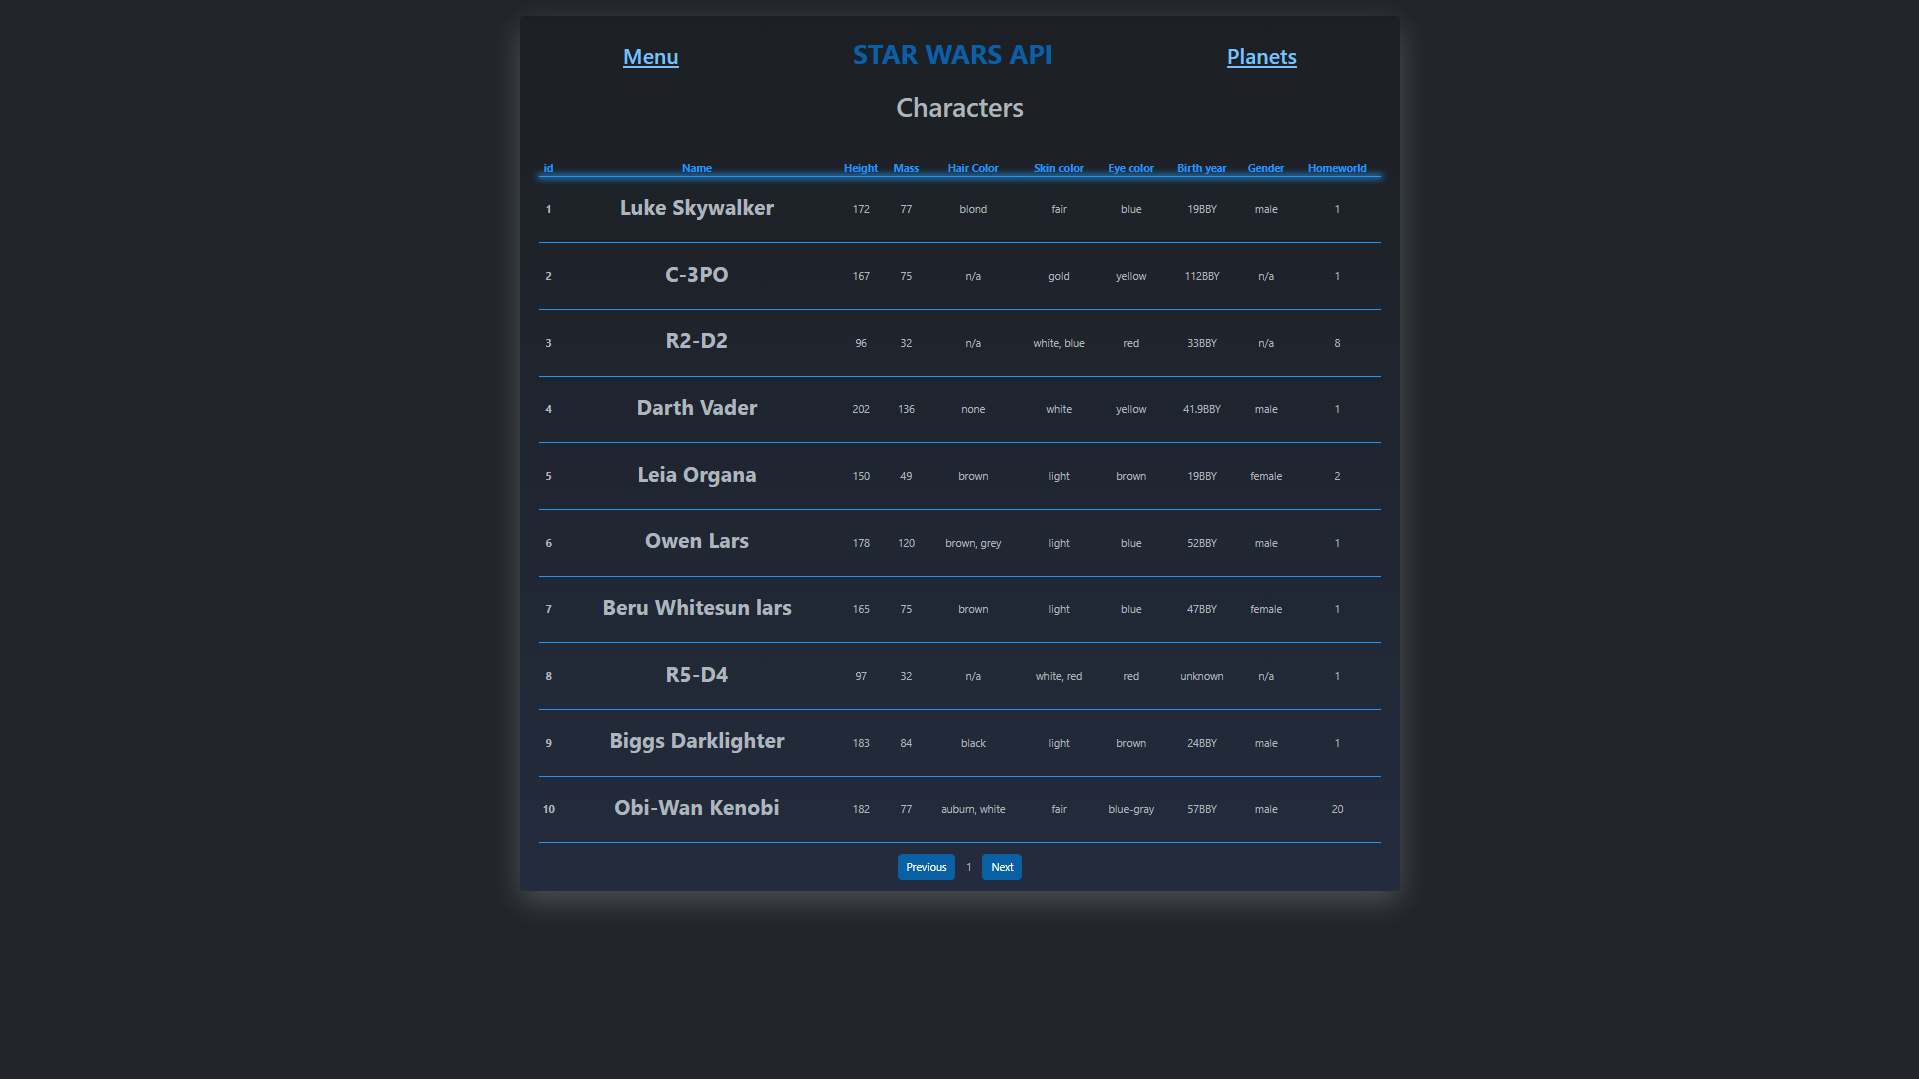 Menu STAR WARS API Planets
Characters
id Name Height Mass Hair Color Skin color Eye color Birth year Gender Homeworld
1 Luke Skywalker 172 77 blond fair blue 19BBY male 1
2 C-3PO 167 75 n/a gold yellow 112BBY n/a 1
3 R2-D2 96 32 n/a white, blue red 33BBY n/a 8
4 Darth Vader 202 136 none white yellow 41.9BBY male 1
5 Leia Organa 150 49 brown light brown 19BBY female 2
6 Owen Lars 178 120 brown, grey light blue 52BBY male 1
7 Beru Whitesun lars 165 75 brown light blue 47BBY female 1
8 R5-D4 97 32 n/a white, red red unknown n/a 1
9 Biggs Darklighter 183 84 black light brown 24BBY male 1
10 Obi-Wan Kenobi 182 77 auburn, white fair blue-gray 57BBY male 20
Previous 1 Next